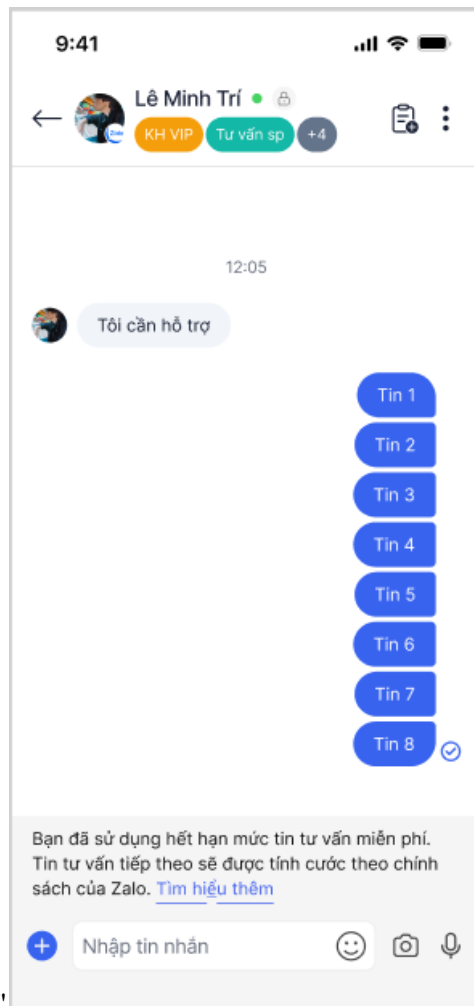 9:41
Lê Minh Trí
KH VIP Tư vấn sp +4
12:05
Tôi cần hỗ trợ
Tin 1
Tin 2
Tin 3
Tin 4
Tin 5
Tin 6
Tin 7
Tin 8
Bạn đã sử dụng hết hạn mức tin tư vấn miễn phí.
Tin tư vấn tiếp theo sẽ được tính cước theo chính
sách của Zalo. Tìm hiểu thêm
Nhập tin nhắn